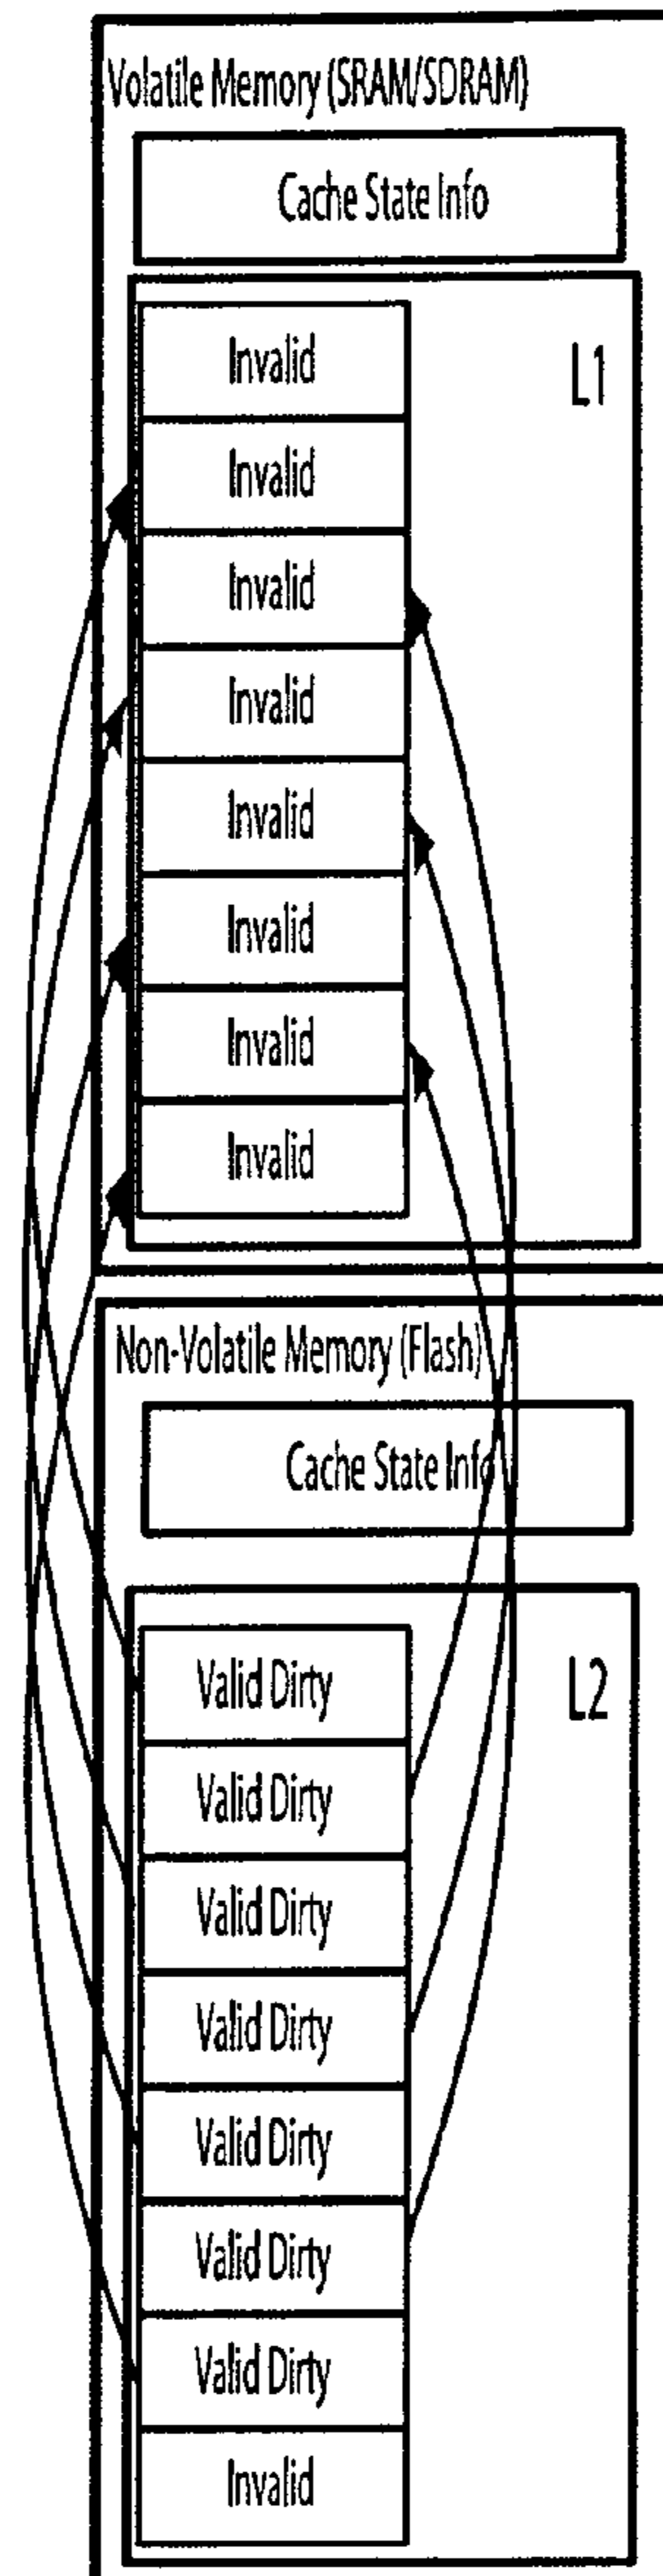 Volatile Memory (SRAM/SDRAM)
Cache State Info
L1
Invalid
Invalid
Invalid
Invalid
Invalid
Invalid
Invalid
Invalid
Non-Volatile Memory (Flash)
Cache State Info
L2
Valid Dirty
Valid Dirty
Valid Dirty
Valid Dirty
Valid Dirty
Valid Dirty
Valid Dirty
Invalid